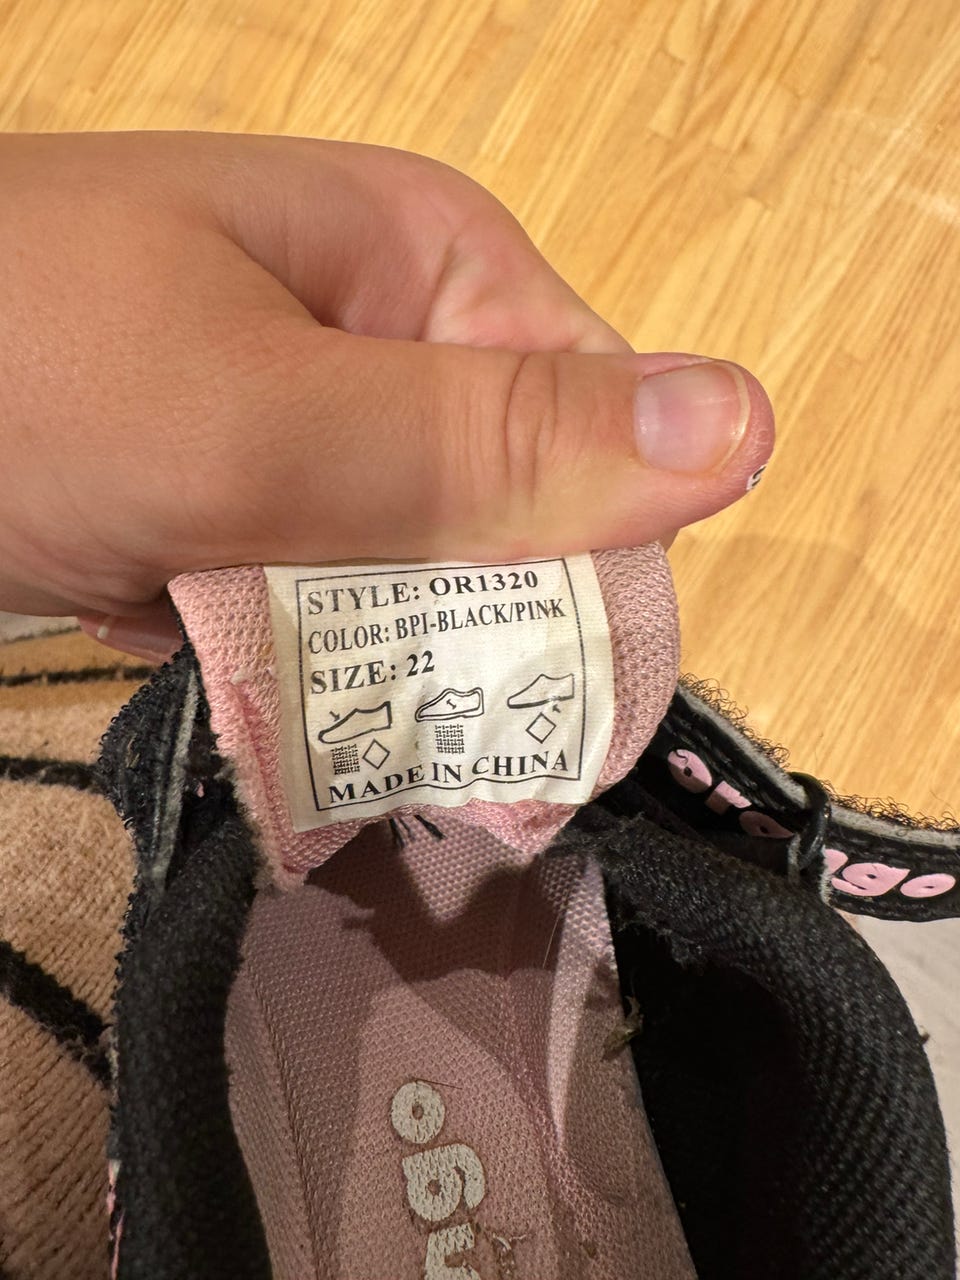 STYLE: OR1320
COLOR: BPI-BLACK/PINK
SIZE: 22
MADE IN CHINA